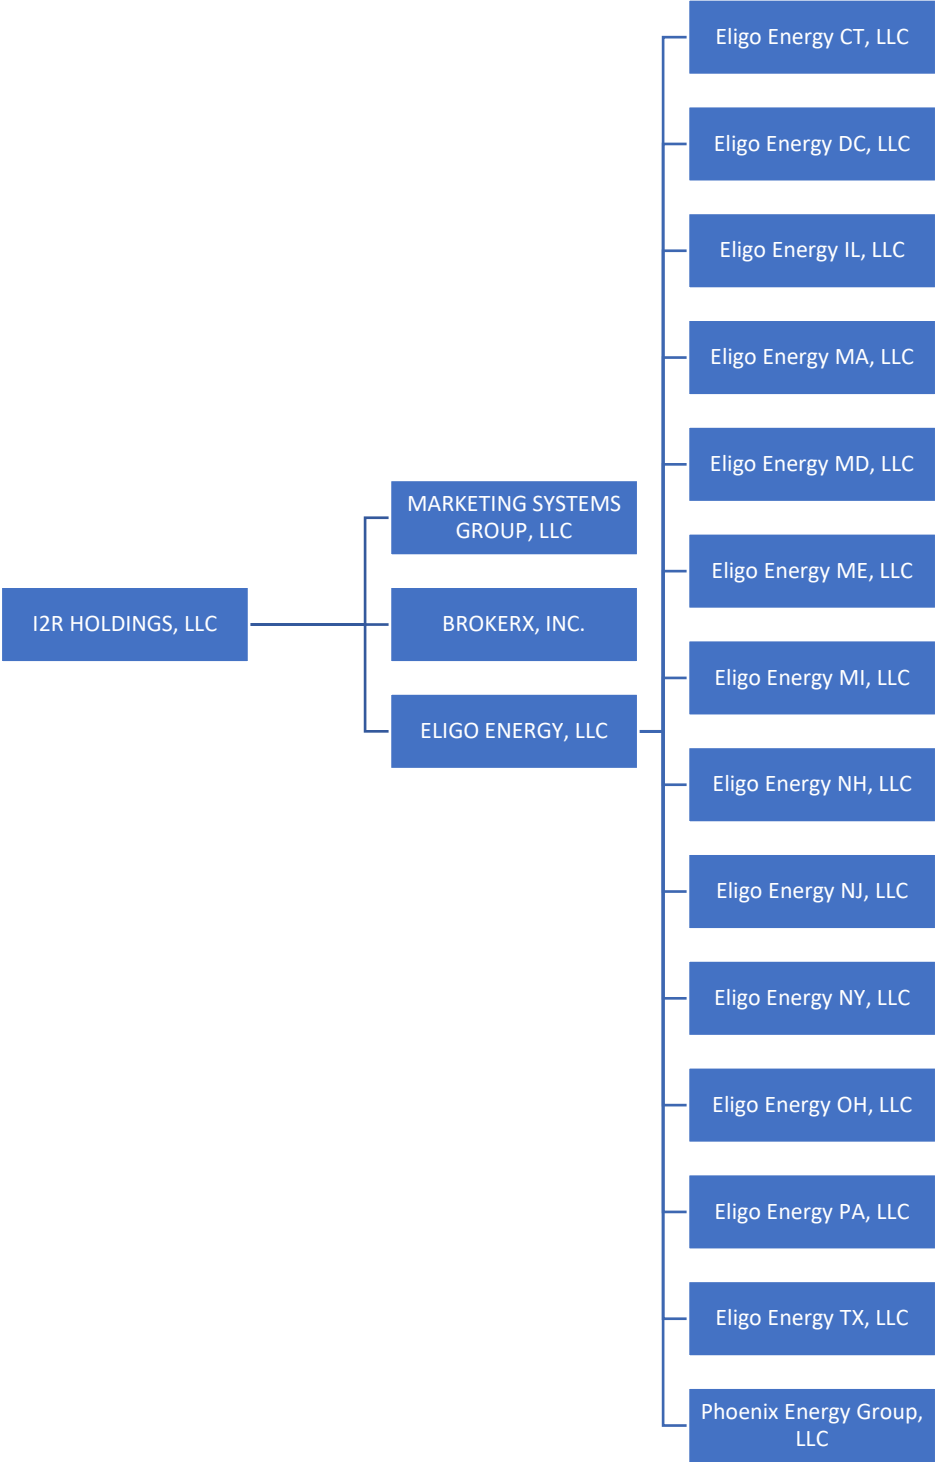 I2R HOLDINGS, LLC
MARKETING SYSTEMS
GROUP, LLC
BROKERX, INC.
ELIGO ENERGY, LLC
Eligo Energy CT, LLC
Eligo Energy DC, LLC
Eligo Energy IL, LLC
Eligo Energy MA, LLC
Eligo Energy MD, LLC
Eligo Energy ME, LLC
Eligo Energy MI, LLC
Eligo Energy NH, LLC
Eligo Energy NJ, LLC
Eligo Energy NY, LLC
Eligo Energy OH, LLC
Eligo Energy PA, LLC
Eligo Energy TX, LLC
Phoenix Energy Group,
LLC